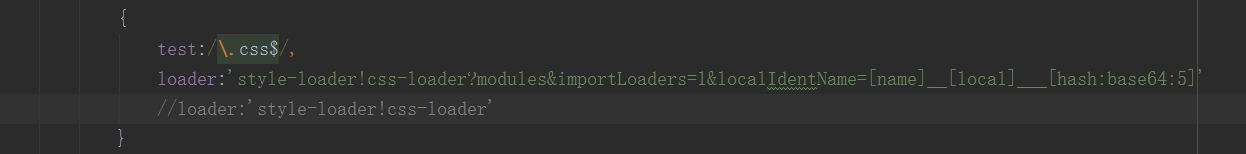 {
test:/\.css$/,
loader:'style-loader!css-loader?modules&importLoaders=1&localIdentName=[name]__[local]___[hash:base64:5]'
//loader:'style-loader!css-loader'
}